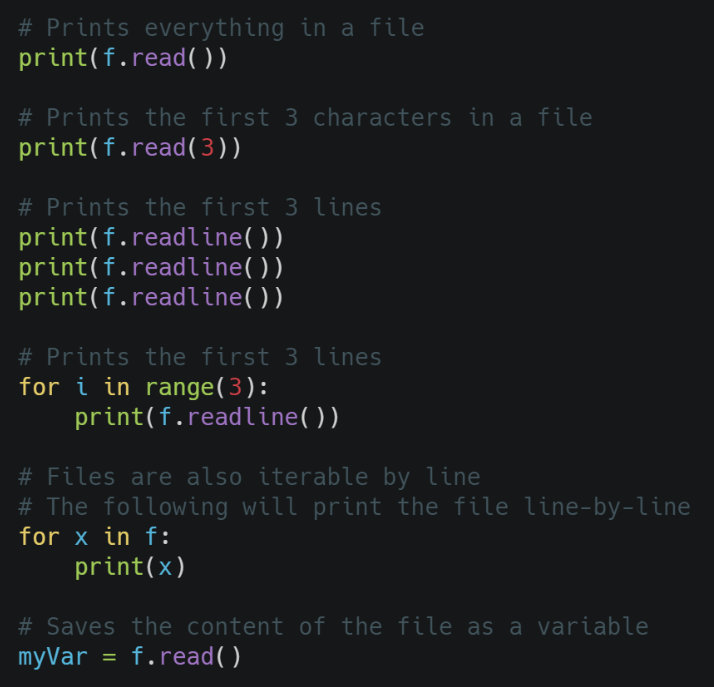 # Prints everything in a file
print(f.read())

# Prints the first 3 characters in a file
print(f.read(3))

# Prints the first 3 lines
print(f.readline())
print(f.readline())
print(f.readline())

# Prints the first 3 lines
for i in range(3):
    print(f.readline())

# Files are also iterable by line
# The following will print the file line-by-line
for x in f:
    print(x)

# Saves the content of the file as a variable
myVar = f.read()